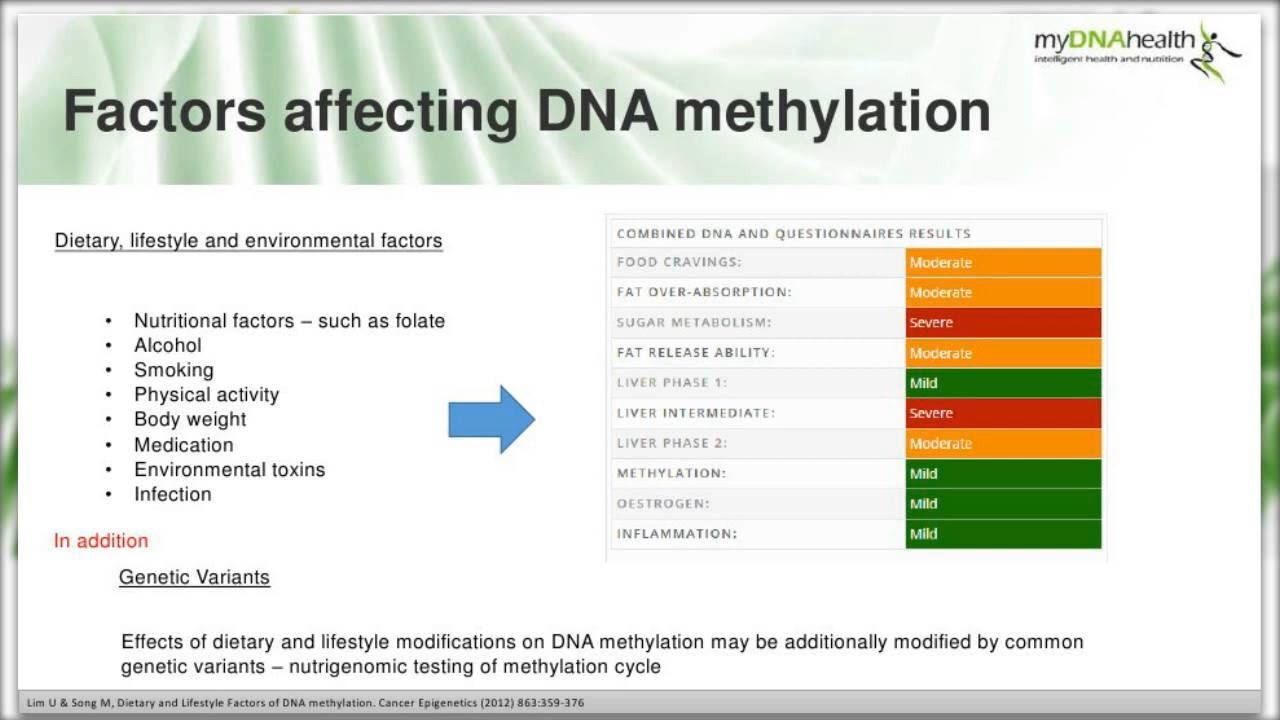 myDNAhealth
intelligent health and nutrition
Factors affecting DNA methylation
Dietary, lifestyle and environmental factors
• Nutritional factors – such as folate
• Alcohol
• Smoking
• Physical activity
• Body weight
• Medication
• Environmental toxins
• Infection
In addition
Genetic Variants
COMBINED DNA AND QUESTIONNAIRES RESULTS
FOOD CRAVINGS: Moderate
FAT OVER-ABSORPTION: Moderate
SUGAR METABOLISM: Severe
FAT RELEASE ABILITY: Moderate
LIVER PHASE 1: Mild
LIVER INTERMEDIATE: Severe
LIVER PHASE 2: Moderate
METHYLATION: Mild
OESTROGEN: Mild
INFLAMMATION: Mild
Effects of dietary and lifestyle modifications on DNA methylation may be additionally modified by common
genetic variants – nutrigenomic testing of methylation cycle
Lim U & Song M, Dietary and Lifestyle Factors of DNA methylation. Cancer Epigenetics (2012) 863:359-376